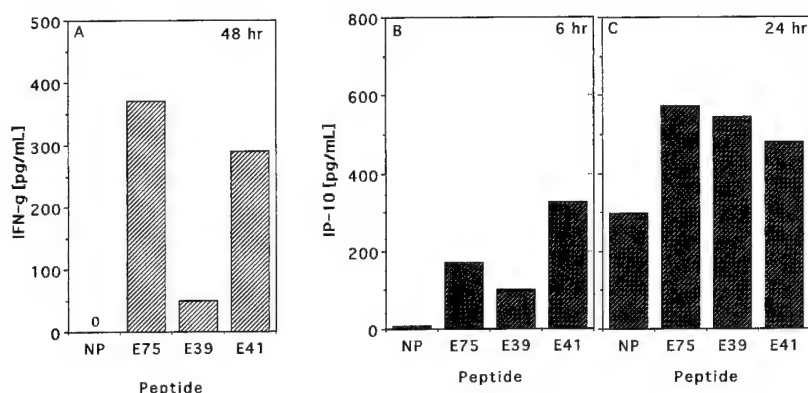 A
48 hr
IFN-g [pg/mL]
500
400
300
200
100
0
0
NP E75 E39 E41
Peptide
B
6 hr
IP-10 [pg/mL]
800
600
400
200
0
NP E75 E39 E41
Peptide
C
24 hr
NP E75 E39 E41
Peptide